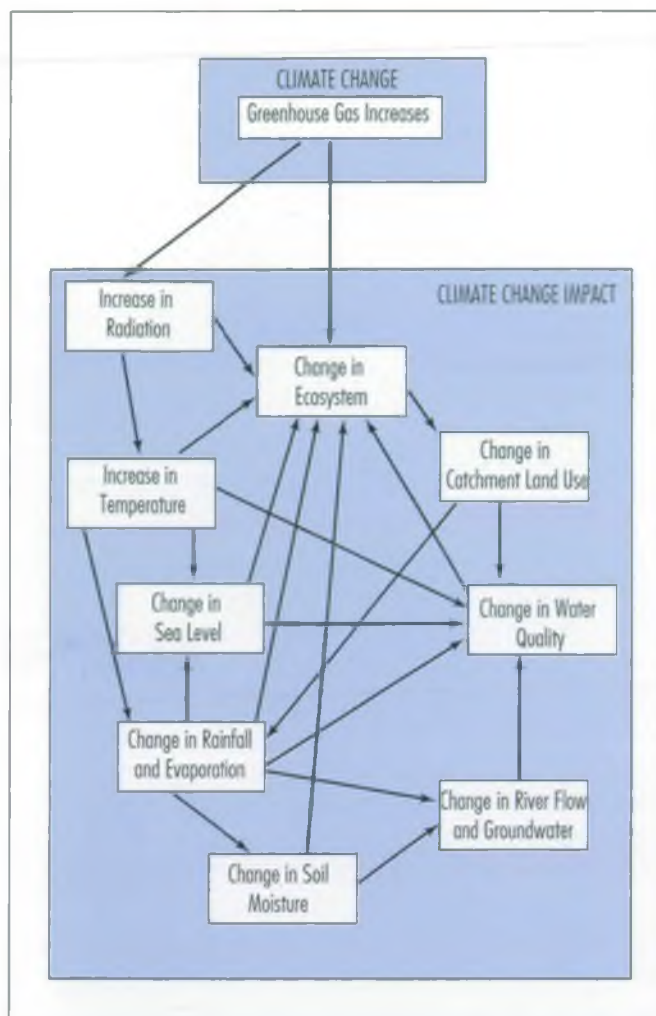 CLIMATE CHANGE
Greenhouse Gas Increases
CLIMATE CHANGE IMPACT
Increase in
Radiation
Change in
Ecosystem
Change in
Catchment Land Use
Increase in
Temperature
Change in
Sea Level
Change in Water
Quality
Change in Rainfall
and Evaporation
Change in River Flow
and Groundwater
Change in Soil
Moisture